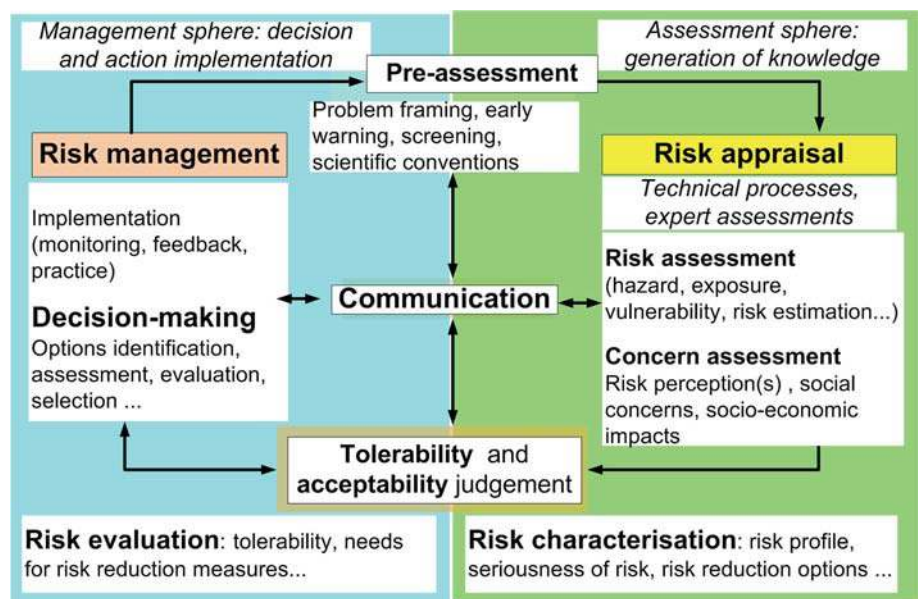 Management sphere: decision
and action implementation
Assessment sphere:
generation of knowledge
Pre-assessment
Problem framing, early
warning, screening,
scientific conventions
Risk management
Risk appraisal
Technical processes,
expert assessments
Implementation
(monitoring, feedback,
practice)
Decision-making
Options identification,
assessment, evaluation,
selection ...
Communication
Risk assessment
(hazard, exposure,
vulnerability, risk estimation...)
Concern assessment
Risk perception(s) , social
concerns, socio-economic
impacts
Tolerability and
acceptability judgement
Risk evaluation: tolerability, needs
for risk reduction measures...
Risk characterisation: risk profile,
seriousness of risk, risk reduction options ...